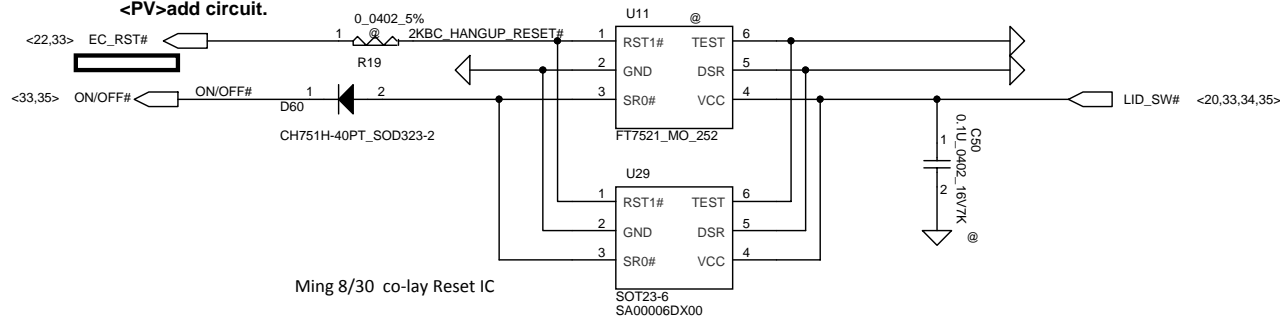 <PV>add circuit.
0_0402_5%
@
U11
@
<22,33> EC_RST#
1
2KBC_HANGUP_RESET#
R19
1 RST1# TEST 6
2 GND DSR 5
3 SR0# VCC 4
FT7521_MO_252
<33,35> ON/OFF#
ON/OFF#
1
D60
2
CH751H-40PT_SOD323-2
LID_SW# <20,33,34,35>
C50
0.1U_0402_16V7K
1
2
@
U29
1 RST1# TEST 6
2 GND DSR 5
3 SR0# VCC 4
SOT23-6
SA00006DX00
Ming 8/30 co-lay Reset IC